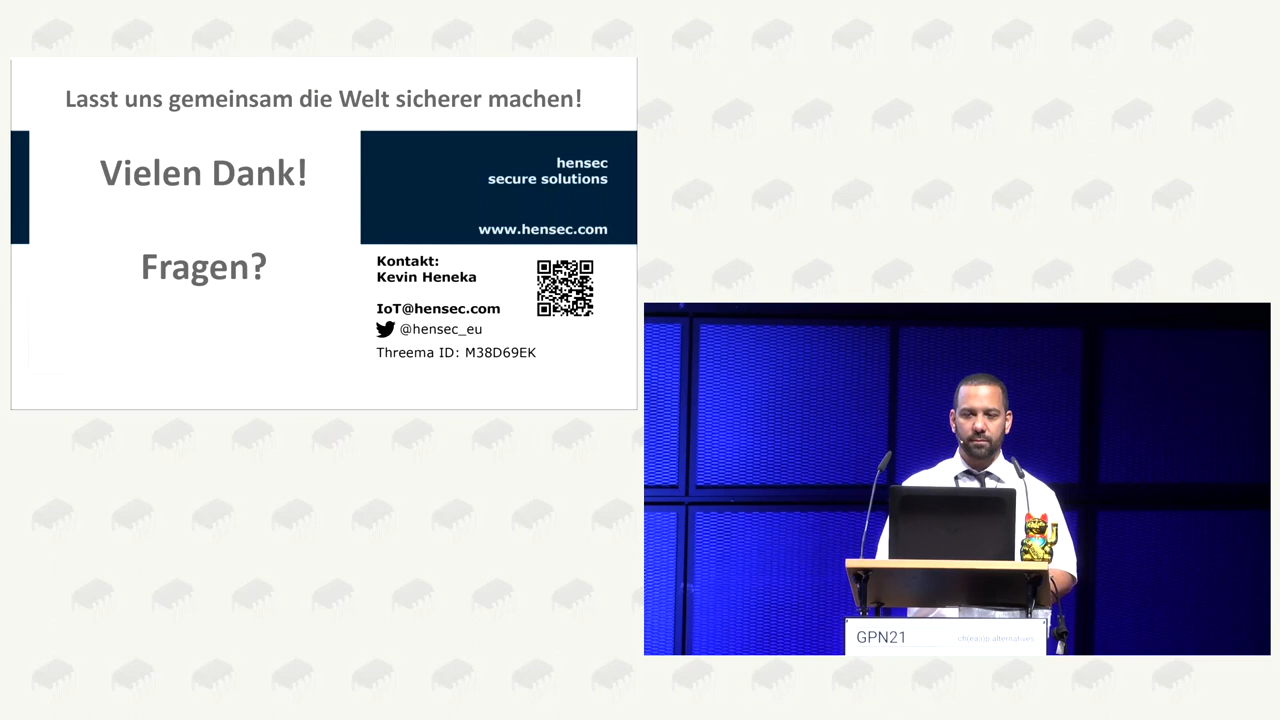 Lasst uns gemeinsam die Welt sicherer machen!
Vielen Dank!
Fragen?
hensec
secure solutions
www.hensec.com
Kontakt:
Kevin Heneka
IoT@hensec.com
@hensec_eu
Threema ID: M38D69EK
GPN21